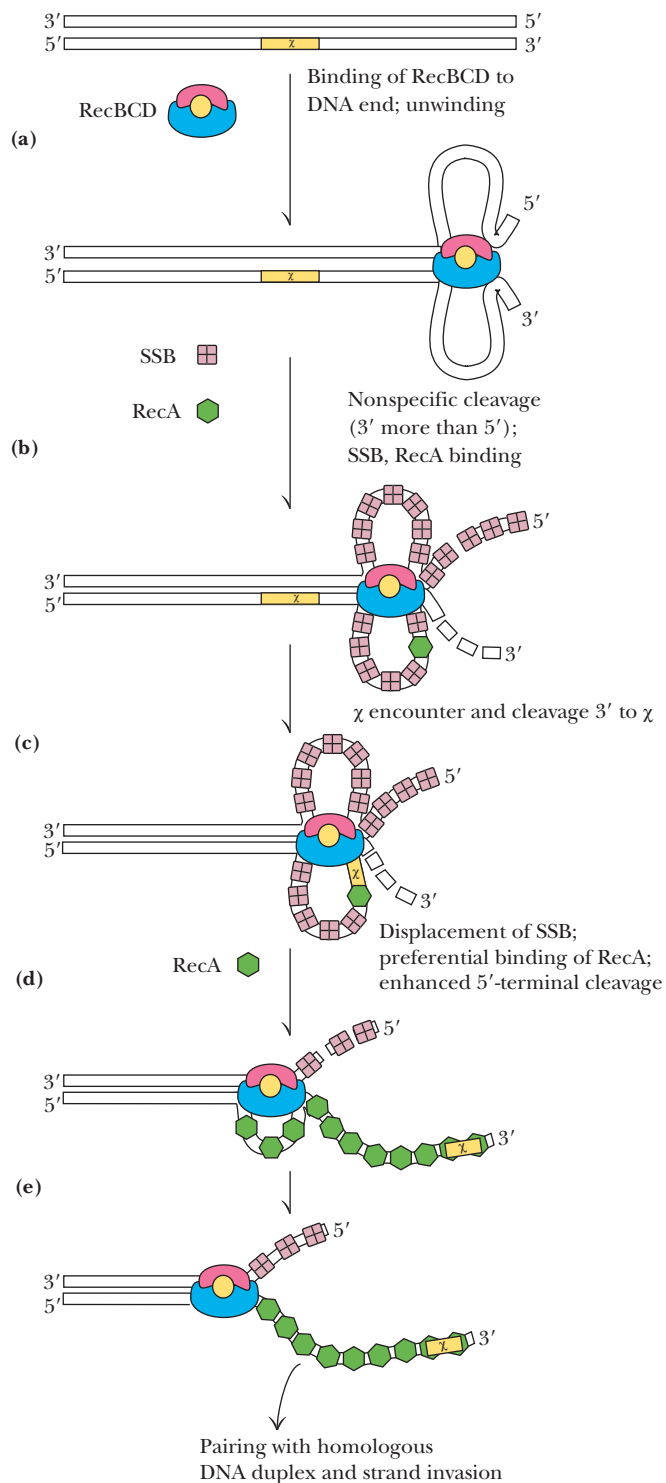 3′ 5′
5′ χ 3′
Binding of RecBCD to
DNA end; unwinding
RecBCD
(a)
5′
3′
5′ χ
3′
SSB
RecA
Nonspecific cleavage
(3′ more than 5′);
SSB, RecA binding
(b)
5′
3′
5′ χ
3′
χ encounter and cleavage 3′ to χ
(c)
5′
3′
5′
χ
3′
Displacement of SSB;
preferential binding of RecA;
enhanced 5′-terminal cleavage
RecA
(d)
5′
3′
5′
χ 3′
(e)
5′
3′
5′
χ 3′
Pairing with homologous
DNA duplex and strand invasion